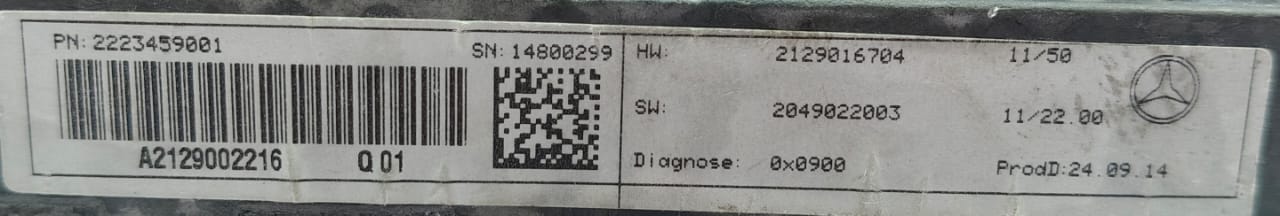 PN: 2223459001
SN: 14800299
A2129002216 Q 01
HW: 2129016704 11/50
SW: 2049022003 11/22.00
Diagnose: 0x0900 ProdD: 24.09.14